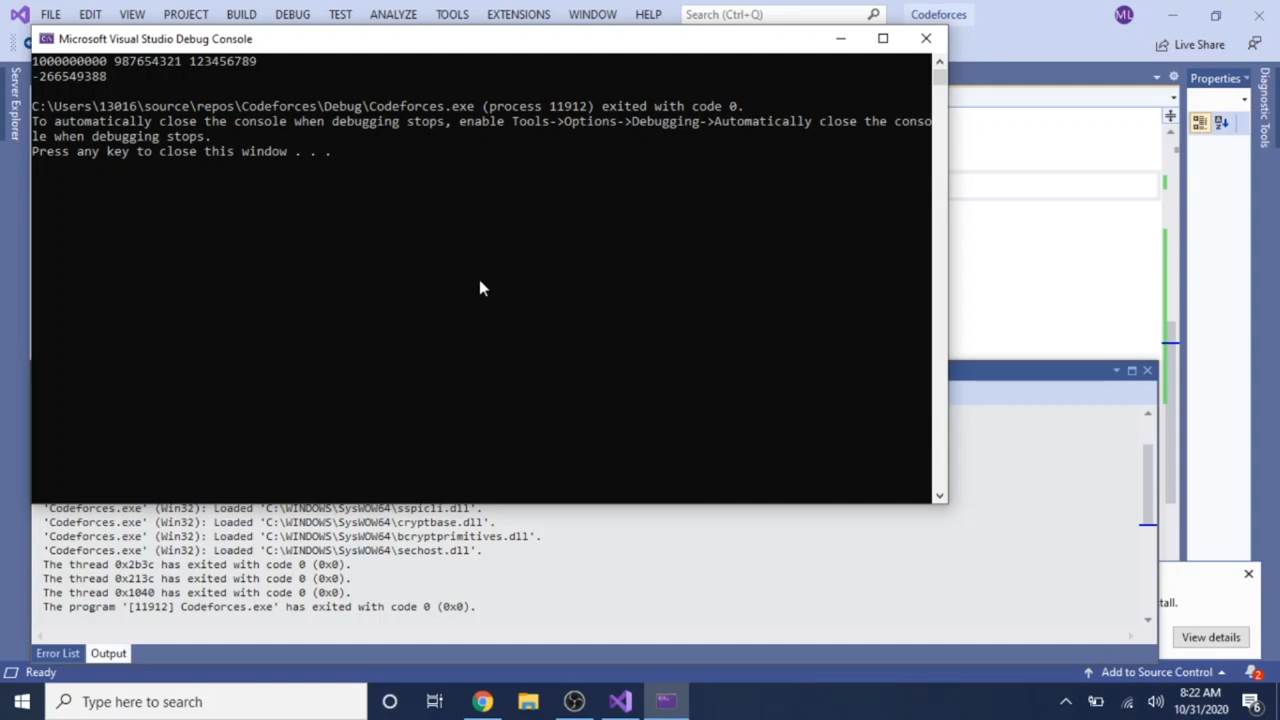 FILE EDIT VIEW PROJECT BUILD DEBUG TEST ANALYZE TOOLS EXTENSIONS WINDOW HELP Search (Ctrl+Q) Codeforces ML
Microsoft Visual Studio Debug Console
Live Share
1000000000 987654321 123456789
-266549388
C:\Users\13016\source\repos\Codeforces\Debug\Codeforces.exe (process 11912) exited with code 0.
To automatically close the console when debugging stops, enable Tools->Options->Debugging->Automatically close the conso
le when debugging stops.
Press any key to close this window . . .
Server Explorer
Properties
Diagnostic Tools
'Codeforces.exe' (Win32): Loaded 'C:\WINDOWS\SysWOW64\sspicli.dll'.
'Codeforces.exe' (Win32): Loaded 'C:\WINDOWS\SysWOW64\cryptbase.dll'.
'Codeforces.exe' (Win32): Loaded 'C:\WINDOWS\SysWOW64\bcryptprimitives.dll'.
'Codeforces.exe' (Win32): Loaded 'C:\WINDOWS\SysWOW64\sechost.dll'.
The thread 0x2b3c has exited with code 0 (0x0).
The thread 0x213c has exited with code 0 (0x0).
The thread 0x1040 has exited with code 0 (0x0).
The program '[11912] Codeforces.exe' has exited with code 0 (0x0).
tall.
View details
Error List Output
Ready
Add to Source Control 2
Type here to search
8:22 AM
10/31/2020
6